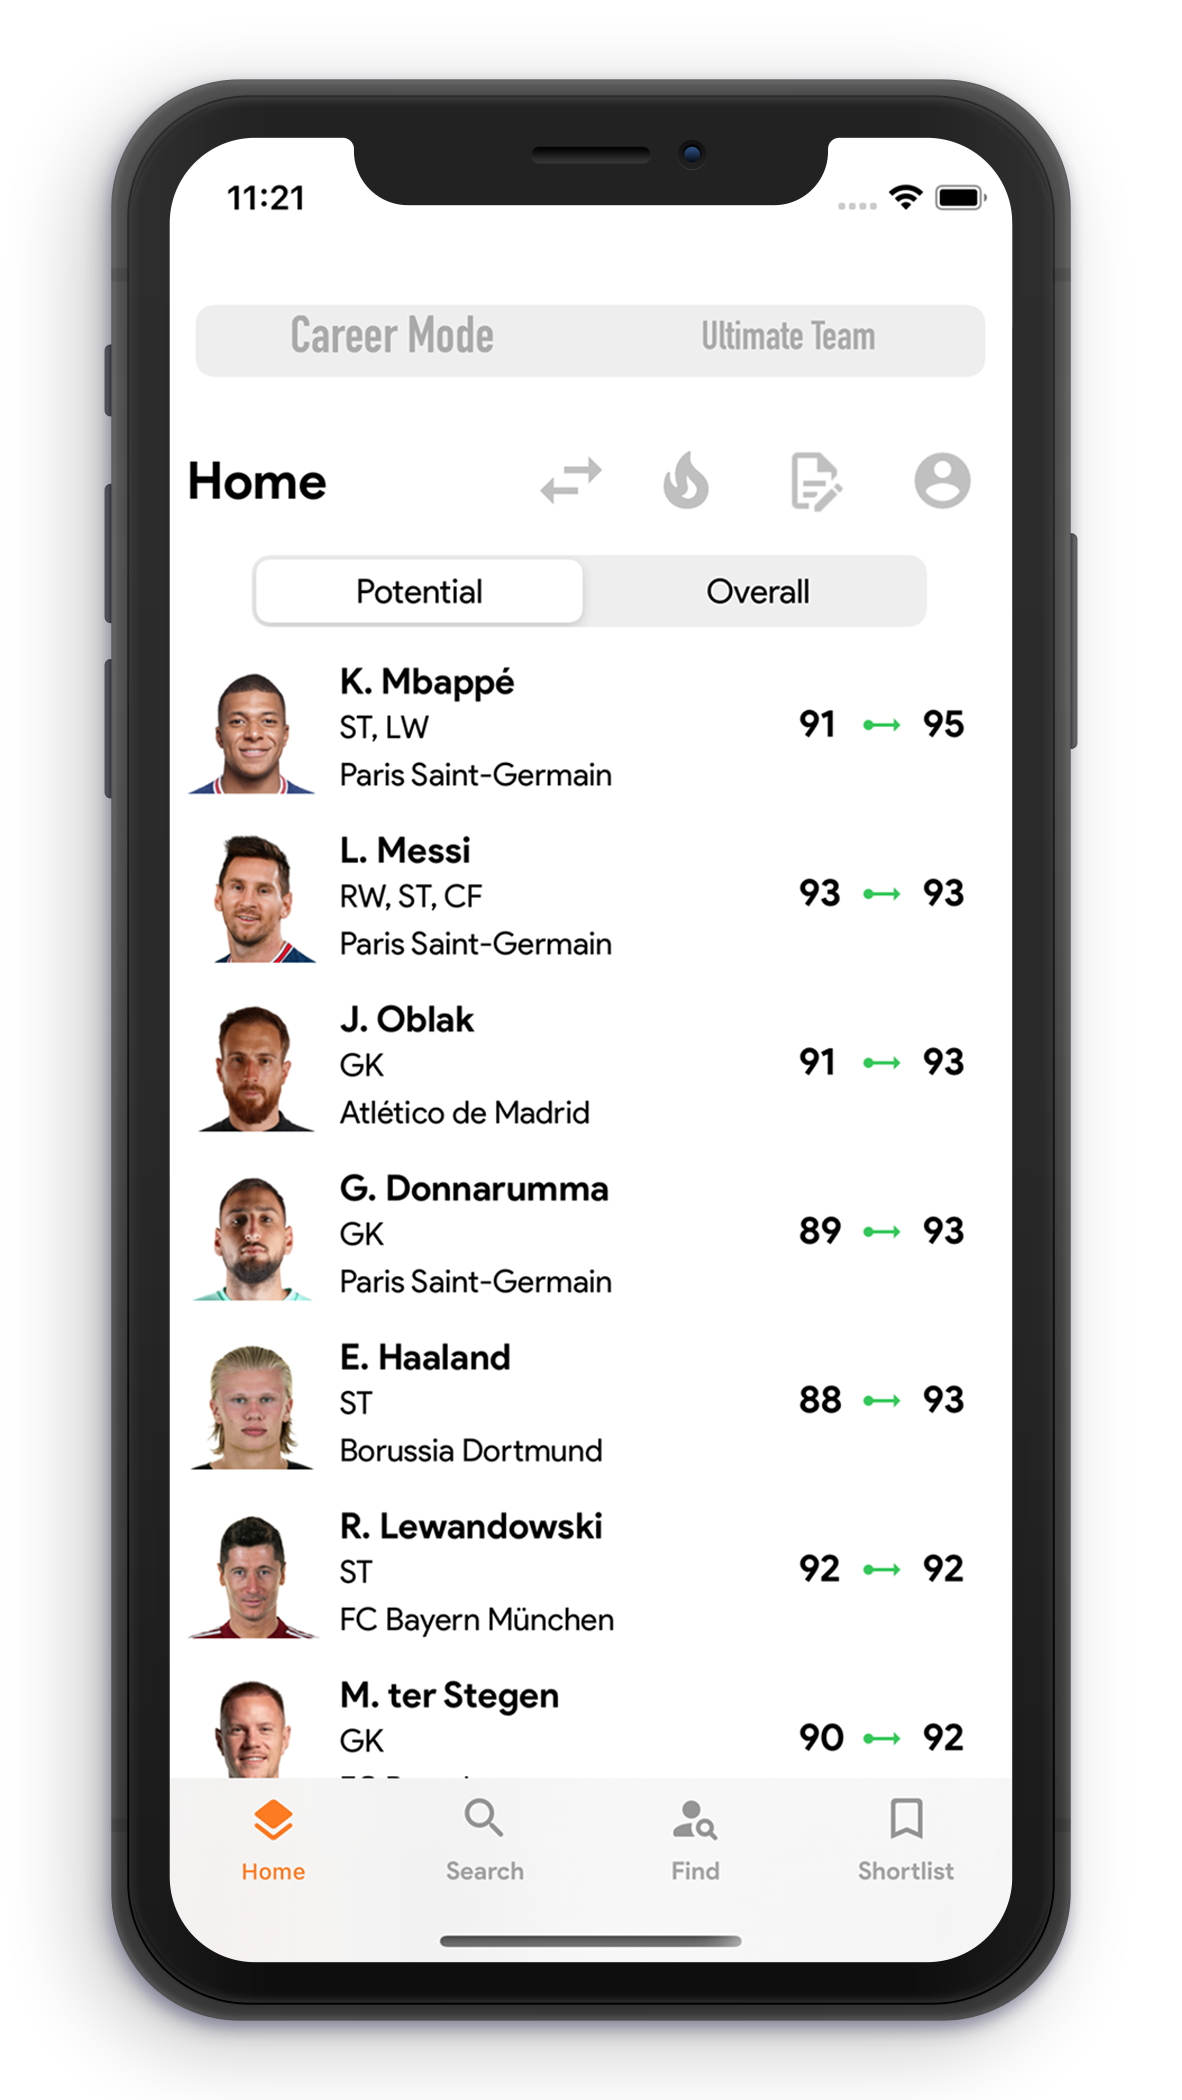 11:21
Career Mode Ultimate Team
Home
Potential Overall
K. Mbappé
ST, LW
91 95
Paris Saint-Germain
L. Messi
RW, ST, CF
93 93
Paris Saint-Germain
J. Oblak
GK
91 93
Atlético de Madrid
G. Donnarumma
GK
89 93
Paris Saint-Germain
E. Haaland
ST
88 93
Borussia Dortmund
R. Lewandowski
ST
92 92
FC Bayern München
M. ter Stegen
GK
90 92
Home Search Find Shortlist